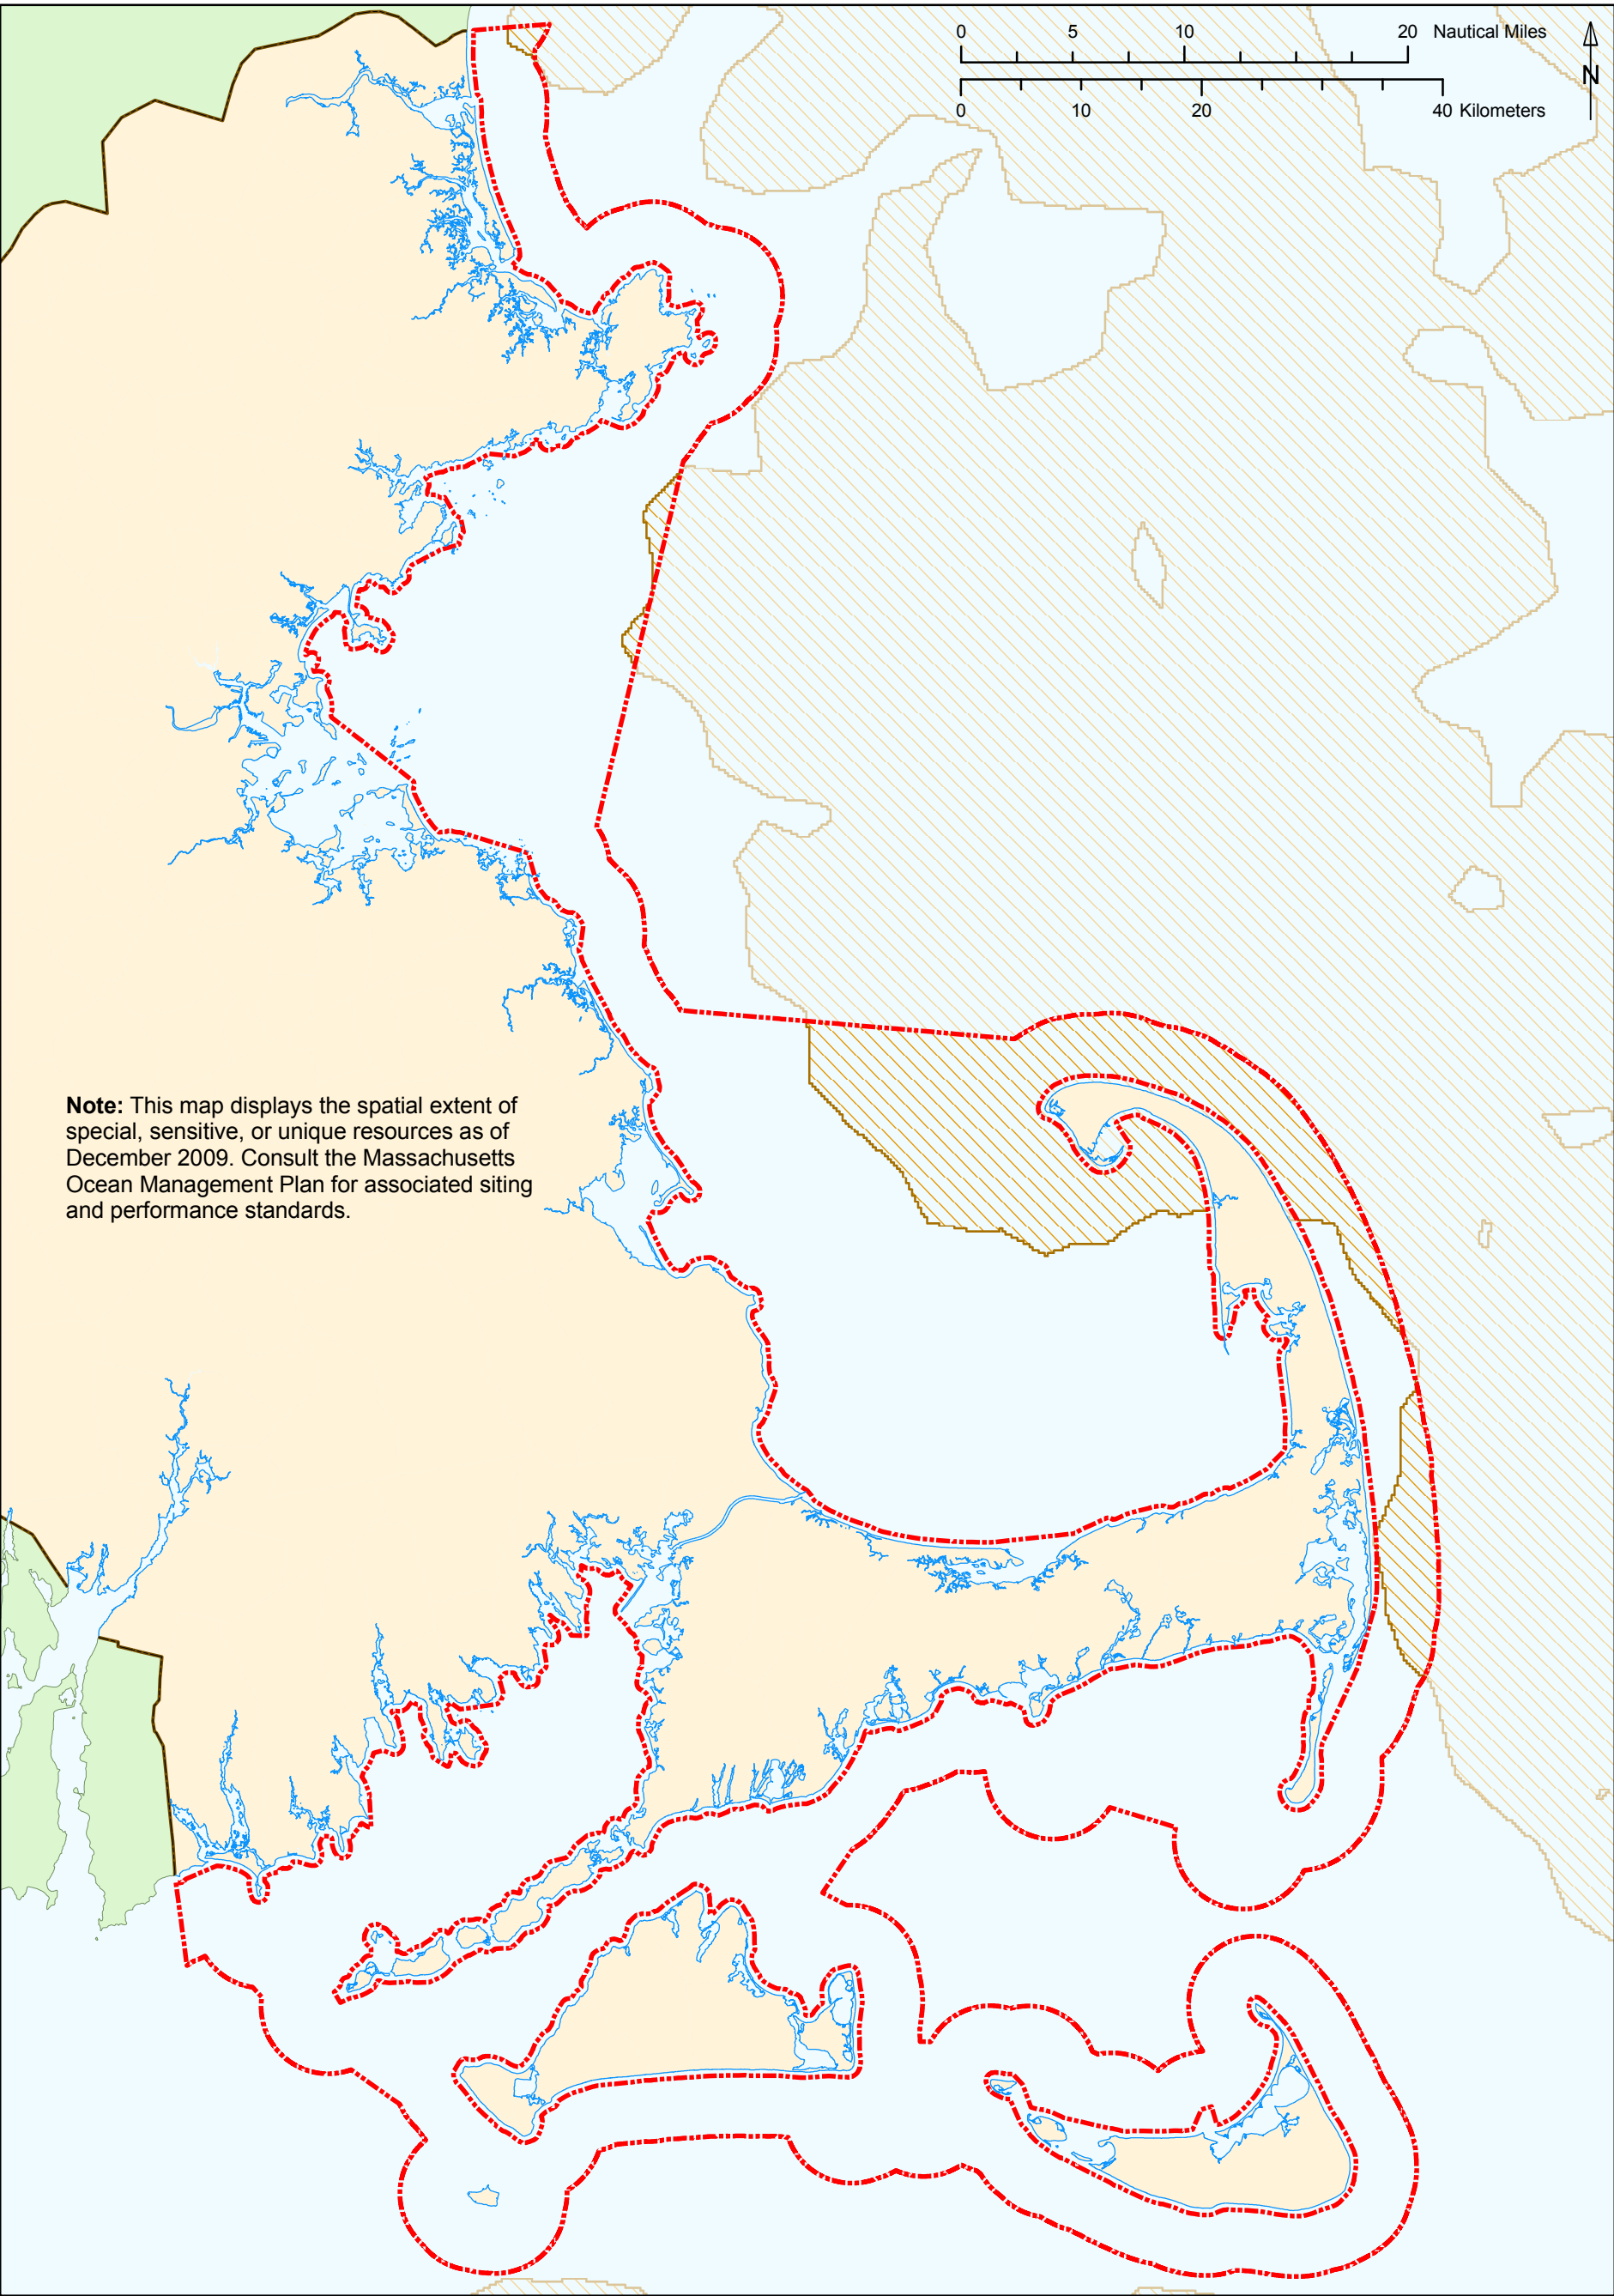 0 5 10 20 Nautical Miles
0 10 20 40 Kilometers
N
Note: This map displays the spatial extent of
special, sensitive, or unique resources as of
December 2009. Consult the Massachusetts
Ocean Management Plan for associated siting
and performance standards.